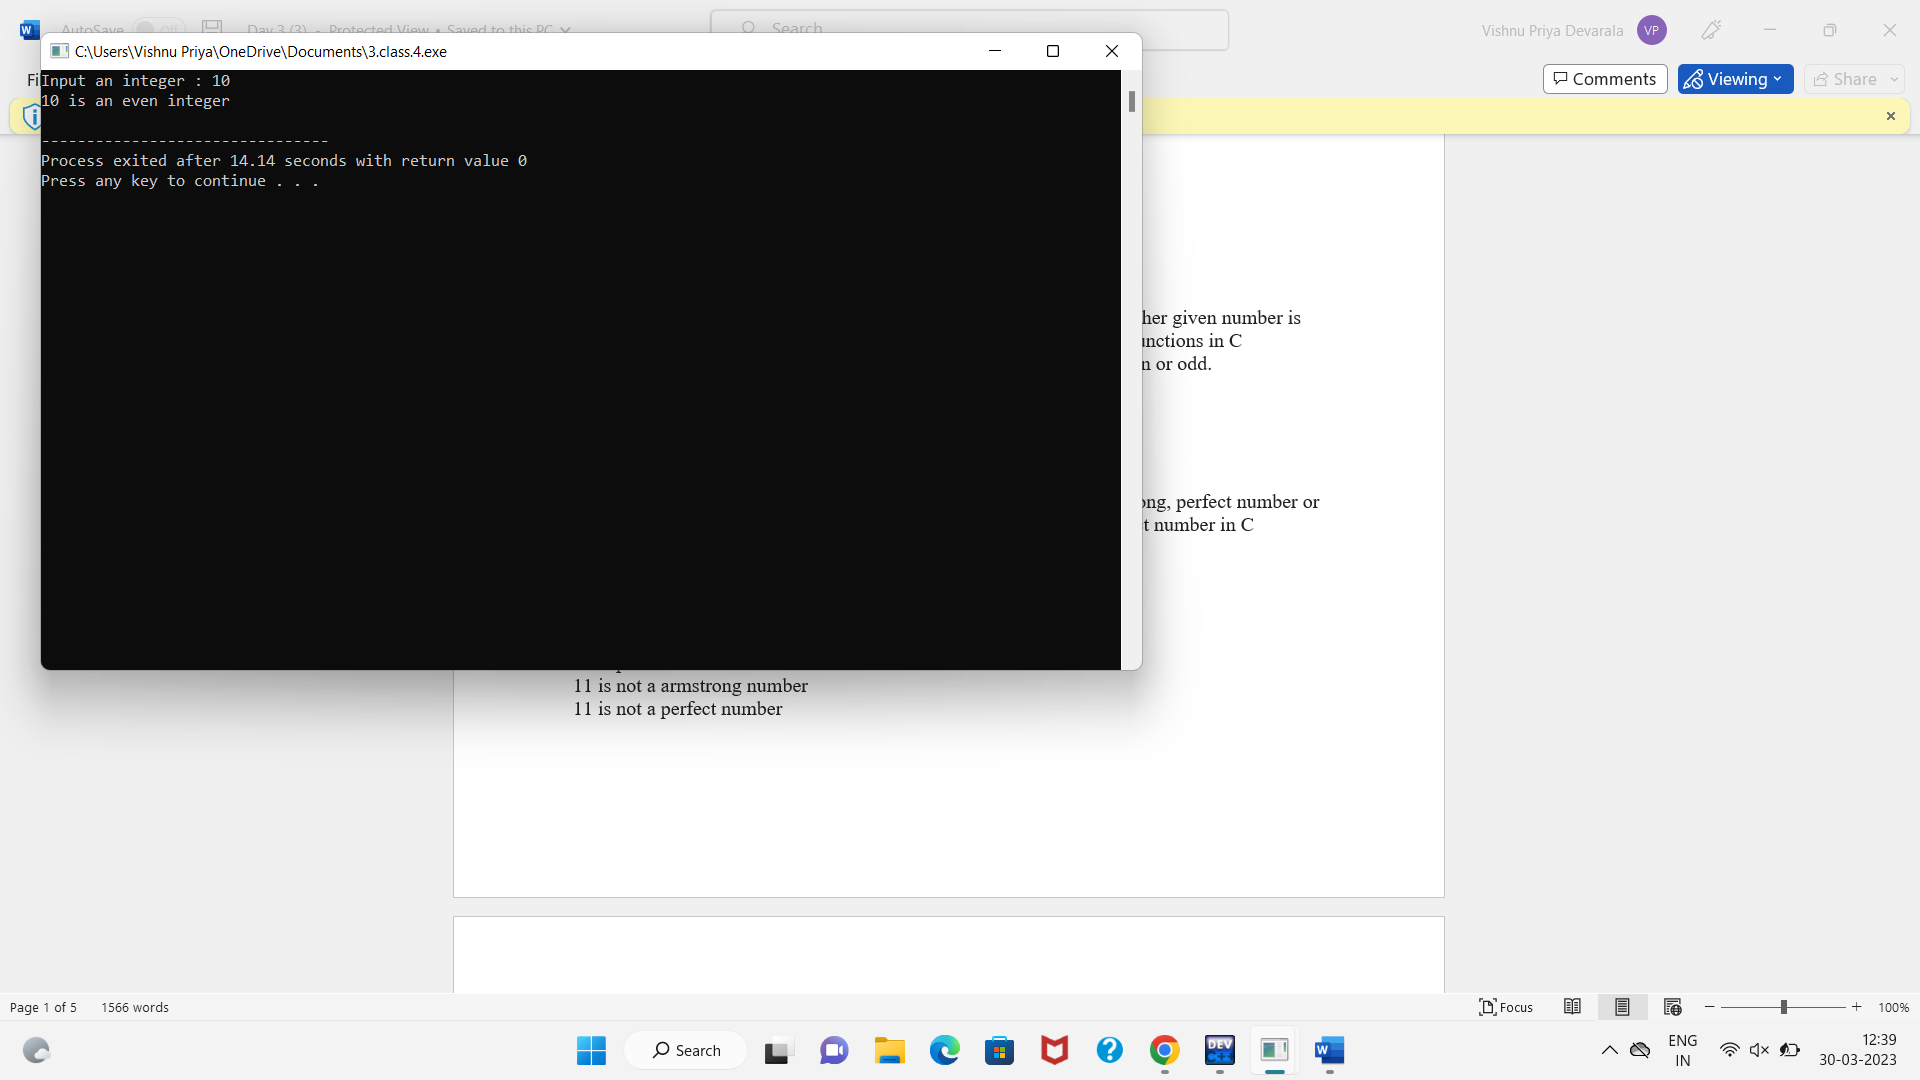 AutoSave Off Day 3 (3) - Protected View • Saved to this PC
Search
Vishnu Priya Devarala VP
C:\Users\Vishnu Priya\OneDrive\Documents\3.class.4.exe
Fi
Comments Viewing Share
Input an integer : 10
10 is an even integer
--------------------------------
Process exited after 14.14 seconds with return value 0
Press any key to continue . . .
her given number is
unctions in C
n or odd.
ong, perfect number or
t number in C
11 is not a armstrong number
11 is not a perfect number
Page 1 of 5 1566 words
Focus
100%
Search
DEV C++
W
ENG
IN
12:39
30-03-2023